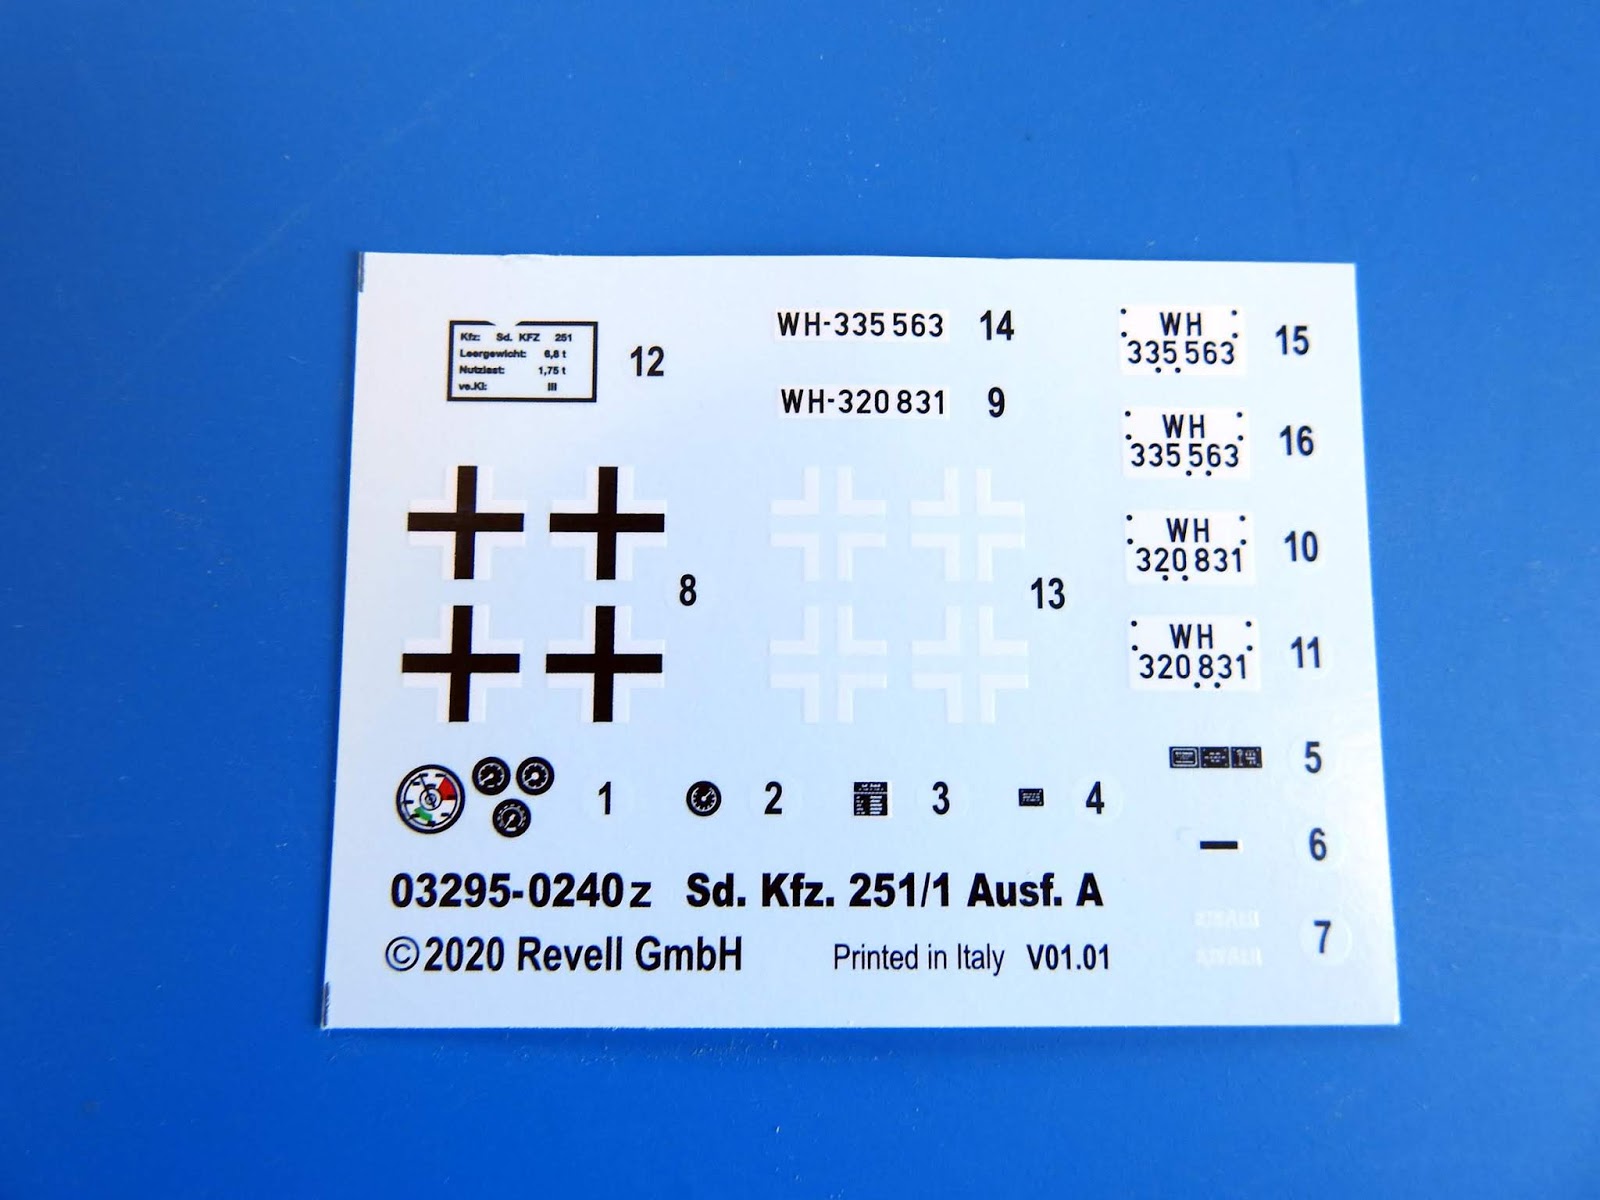 Kfz: Sd. KFZ 251
Leergewicht: 6,8 t
Nutzlast: 1,75 t
ve.Kl: III
12
WH-335 563 14
WH-320 831 9
WH
335 563
15
WH
335 563
16
WH
320 831
10
WH
320 831
11
8
13
1
2
3
4
5
6
7
03295-0240 z Sd. Kfz. 251/1 Ausf. A
©2020 Revell GmbH Printed in Italy V01.01